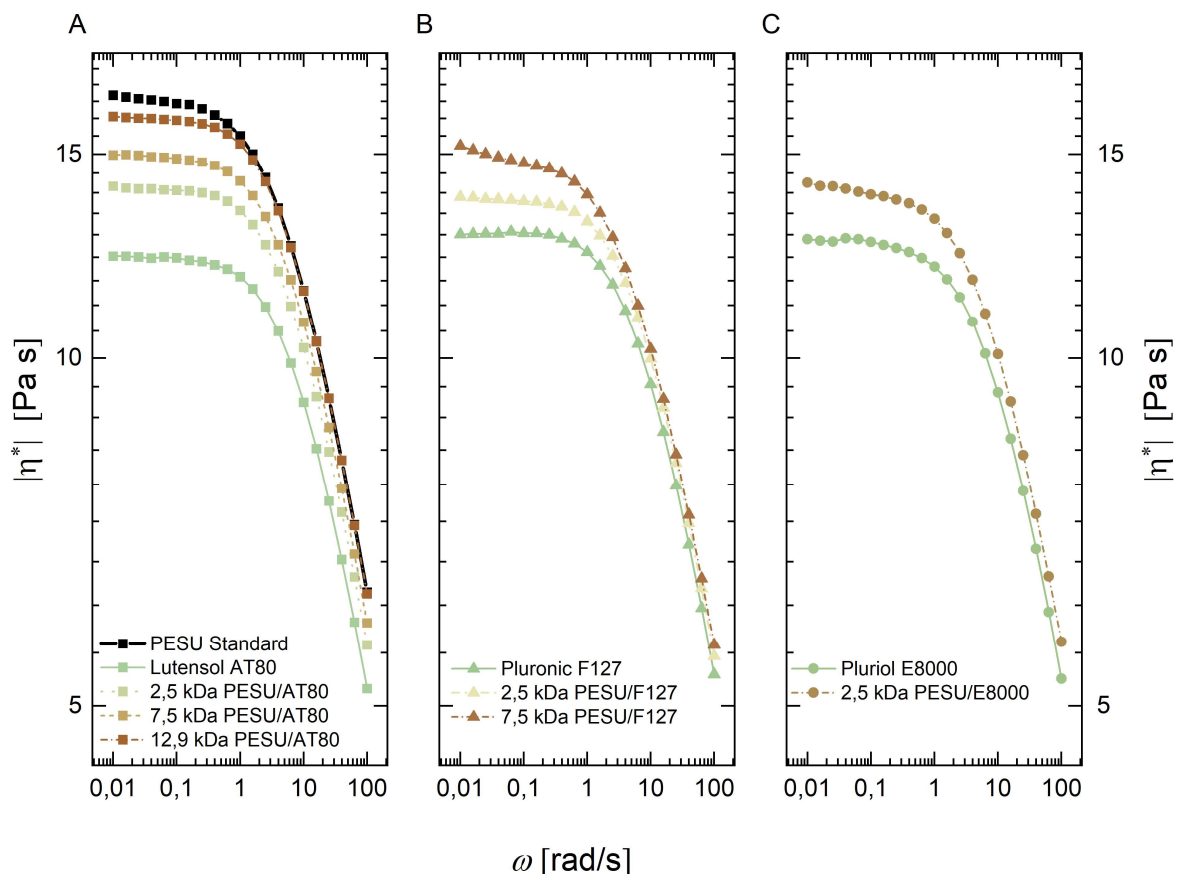 A
B
C
15
10
5
|η*| [Pa s]
PESU Standard
Lutensol AT80
2,5 kDa PESU/AT80
7,5 kDa PESU/AT80
12,9 kDa PESU/AT80
0,01 0,1 1 10 100
Pluronic F127
2,5 kDa PESU/F127
7,5 kDa PESU/F127
0,01 0,1 1 10 100
Pluriol E8000
2,5 kDa PESU/E8000
0,01 0,1 1 10 100
15
10
5
|η*| [Pa s]
ω [rad/s]